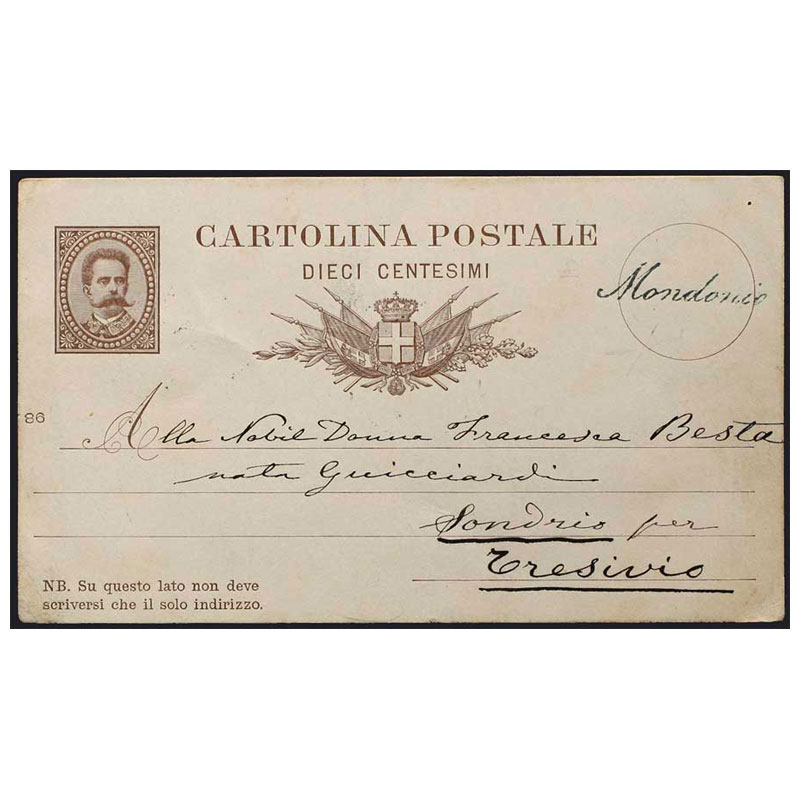 CARTOLINA POSTALE
DIECI CENTESIMI
Mondonio
86
Alla Nobil Donna Francesca Besta
nata Guicciardi
Sondrio per
Tresivio
NB. Su questo lato non deve
scriversi che il solo indirizzo.